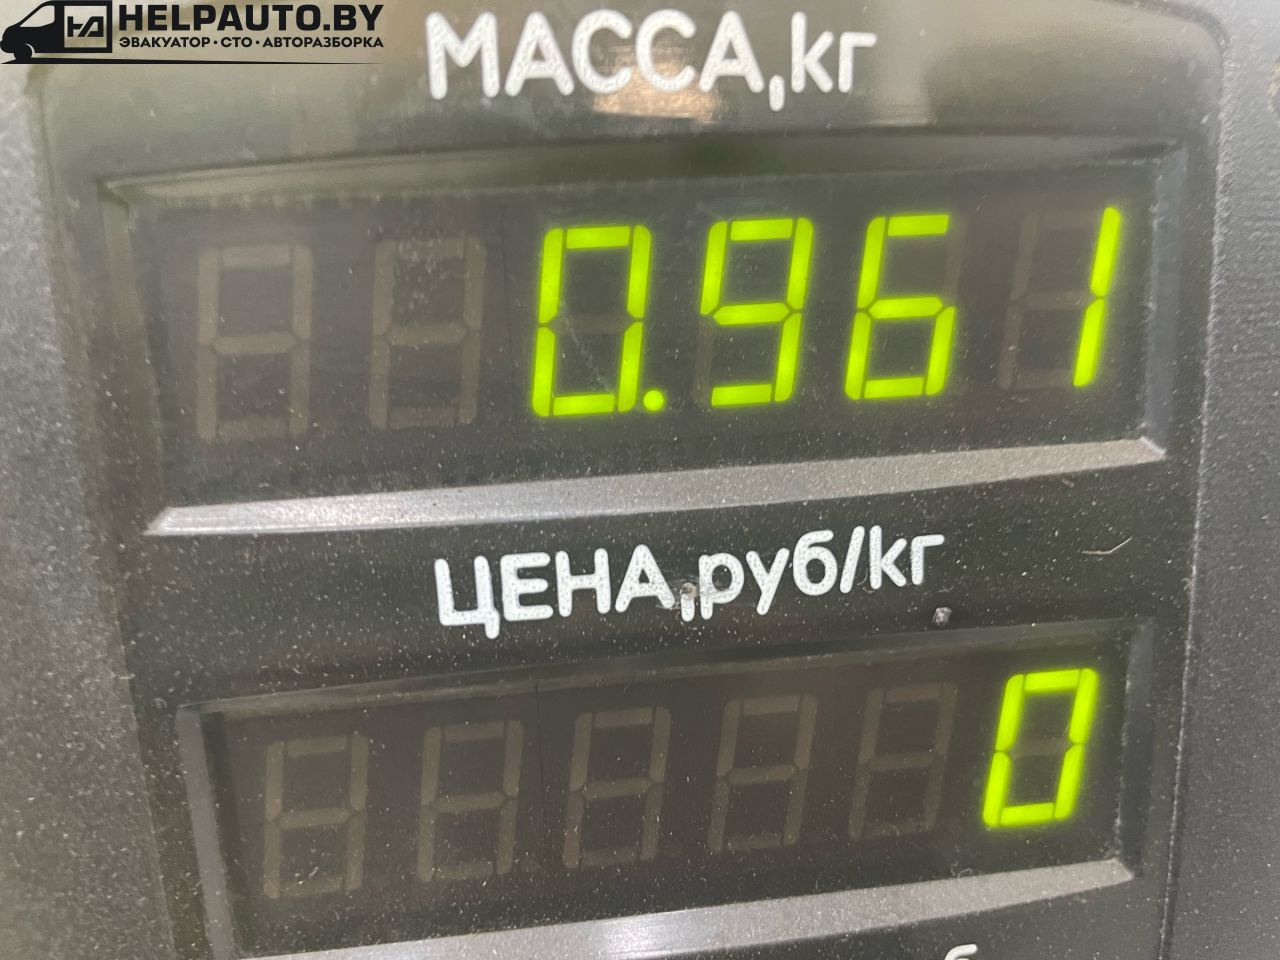 HELPAUTO.BY
ЭВАКУАТОР · СТО · АВТОРАЗБОРКА
МАССА,кг
0.961
ЦЕНА,руб/кг
0